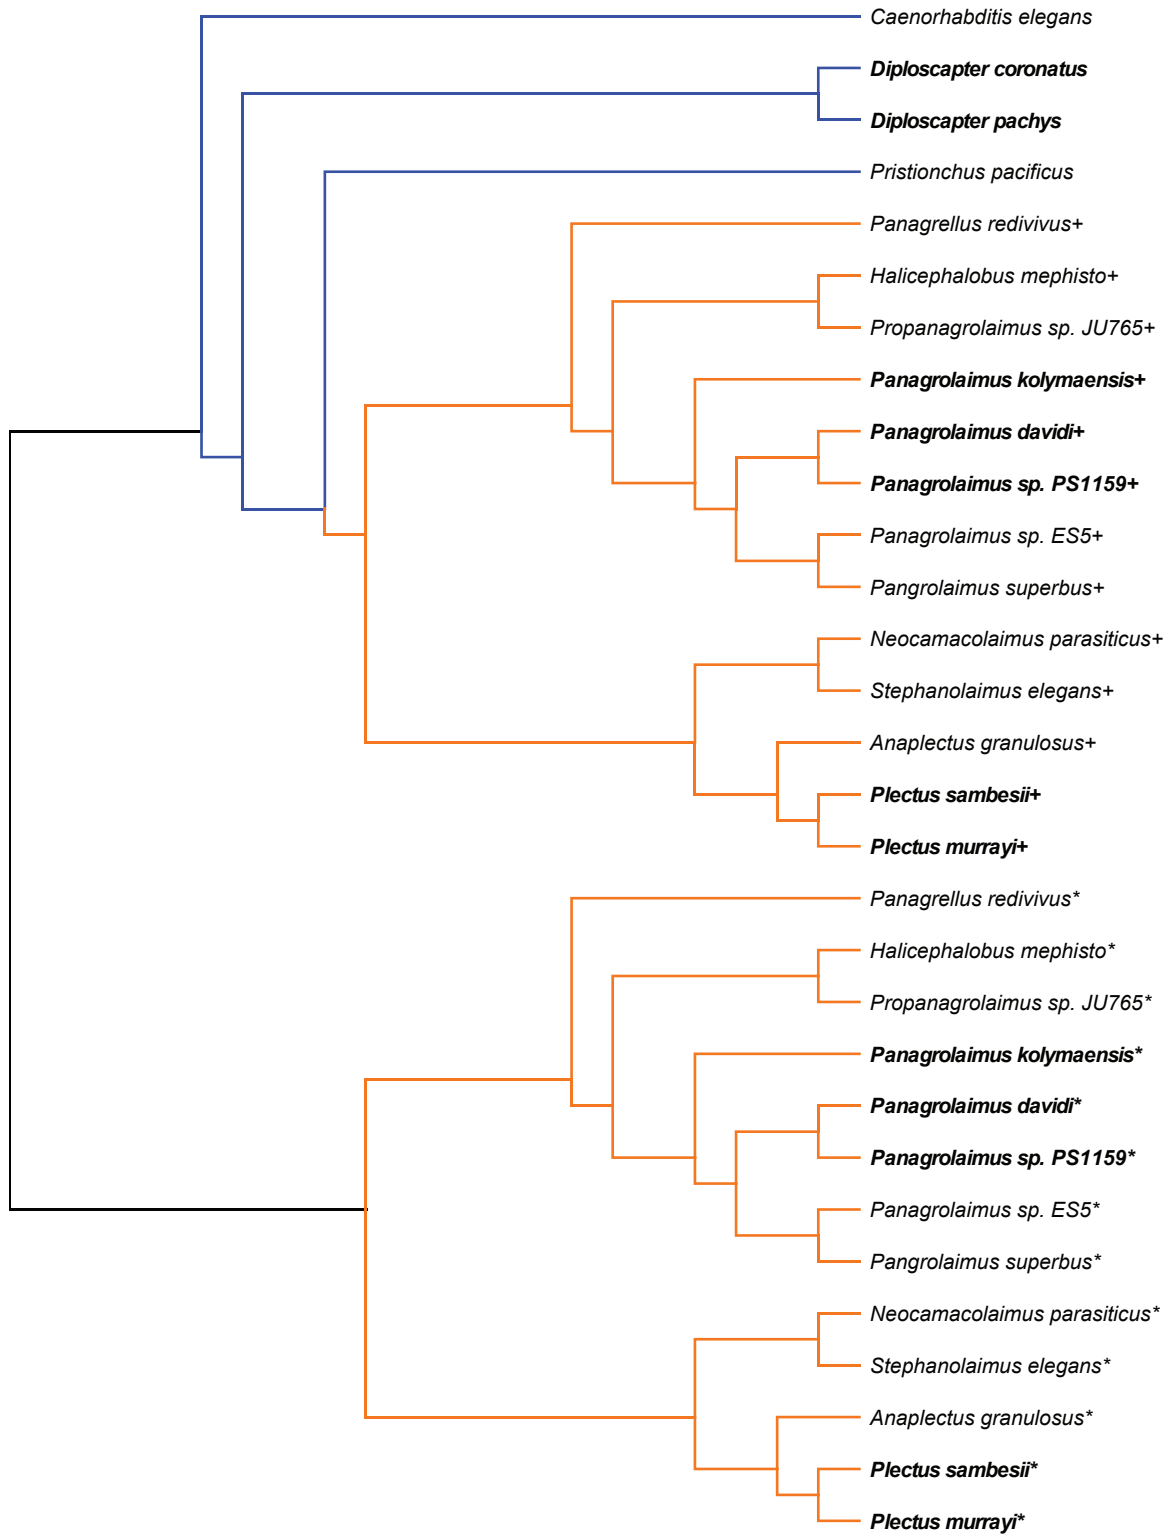 Caenorhabditis elegans
Diploscapter coronatus
Diploscapter pachys
Pristionchus pacificus
Panagrellus redivivus+
Halicephalobus mephisto+
Propanagrolaimus sp. JU765+
Panagrolaimus kolymaensis+
Panagrolaimus davidi+
Panagrolaimus sp. PS1159+
Panagrolaimus sp. ES5+
Pangrolaimus superbus+
Neocamacolaimus parasiticus+
Stephanolaimus elegans+
Anaplectus granulosus+
Plectus sambesii+
Plectus murrayi+
Panagrellus redivivus*
Halicephalobus mephisto*
Propanagrolaimus sp. JU765*
Panagrolaimus kolymaensis*
Panagrolaimus davidi*
Panagrolaimus sp. PS1159*
Panagrolaimus sp. ES5*
Pangrolaimus superbus*
Neocamacolaimus parasiticus*
Stephanolaimus elegans*
Anaplectus granulosus*
Plectus sambesii*
Plectus murrayi*